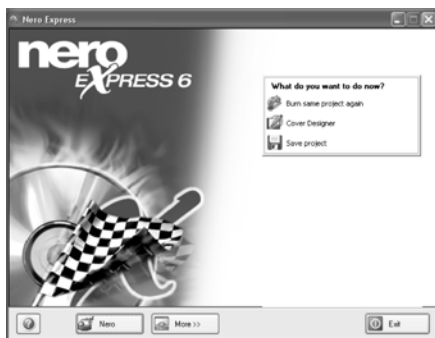 Nero Express
nero
EXPRESS 6
What do you want to do now?
Burn same project again
Cover Designer
Save project
Nero
More >>
Exit